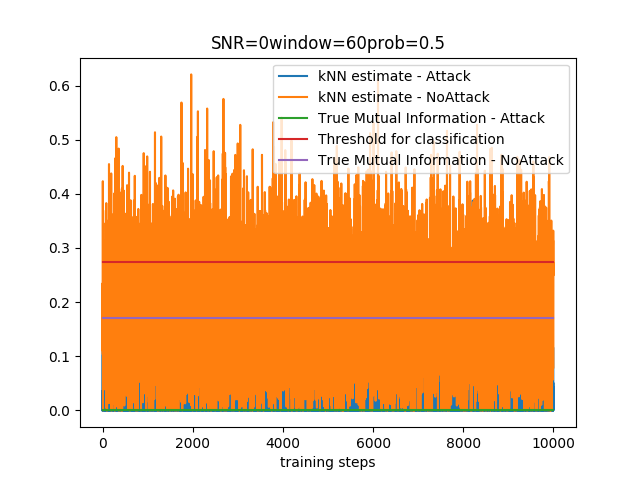 SNR=0window=60prob=0.5
kNN estimate - Attack
kNN estimate - NoAttack
True Mutual Information - Attack
Threshold for classification
True Mutual Information - NoAttack
0.6
0.5
0.4
0.3
0.2
0.1
0.0
0 2000 4000 6000 8000 10000
training steps